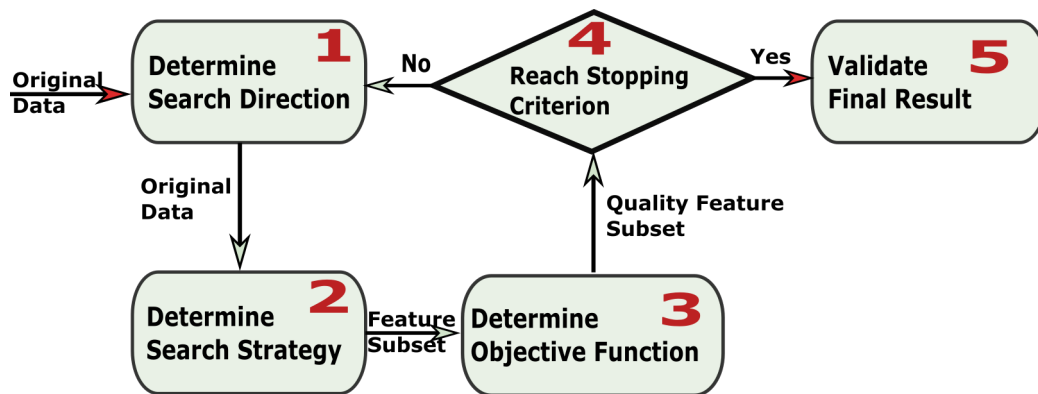 Original
Data
1
Determine
Search Direction
No
4
Reach Stopping
Criterion
Yes
5
Validate
Final Result
Original
Data
Quality Feature
Subset
2
Determine
Search Strategy
Feature
Subset
3
Determine
Objective Function